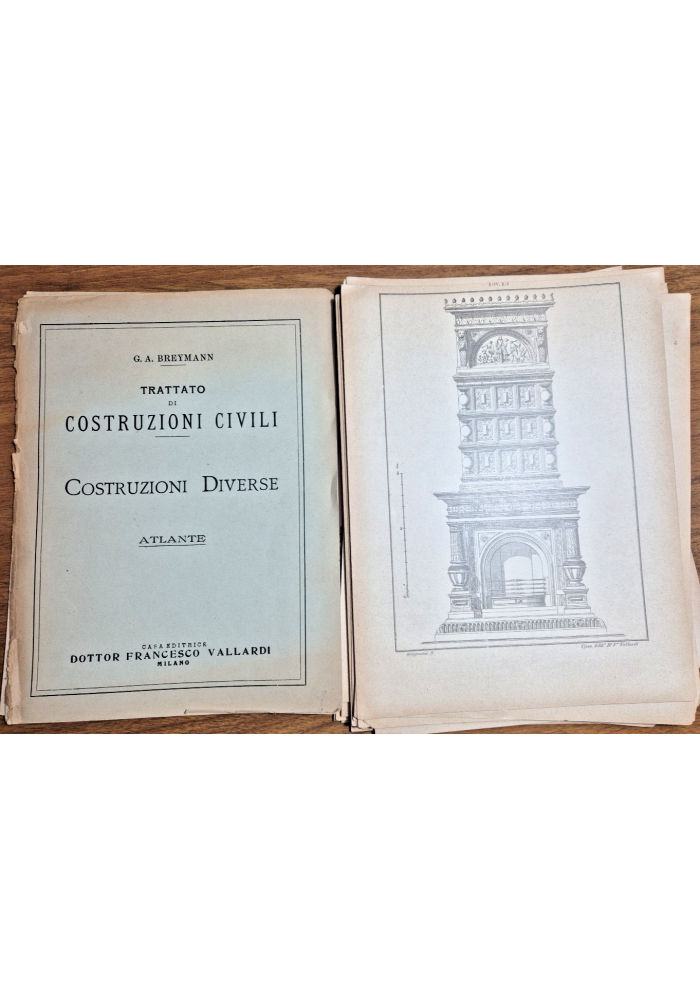 G. A. BREYMANN
TRATTATO
DI
COSTRUZIONI CIVILI
COSTRUZIONI DIVERSE
ATLANTE
CASA EDITRICE
DOTTOR FRANCESCO VALLARDI
MILANO